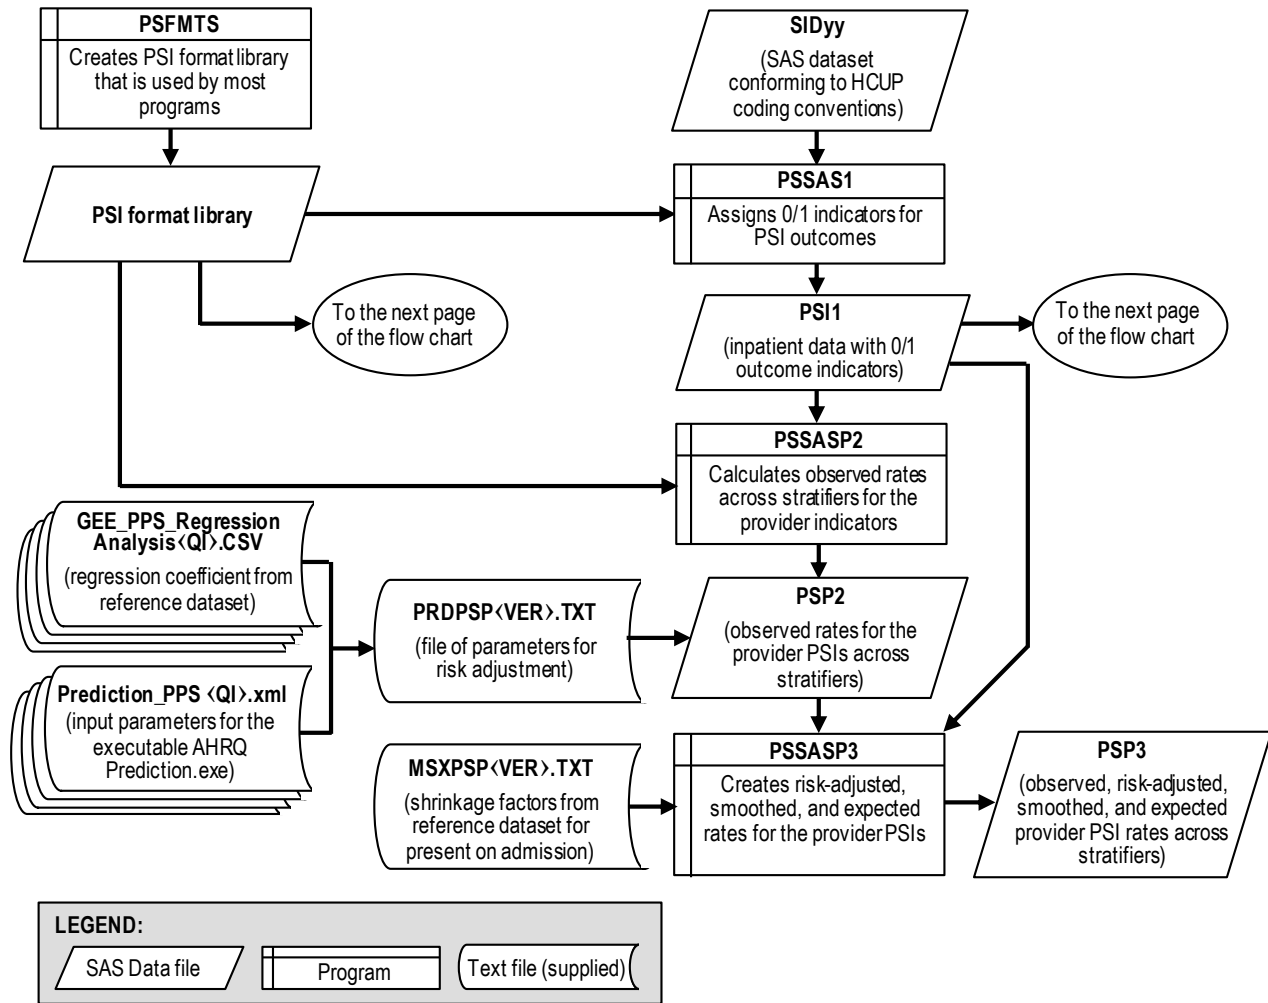 PSFMTS
Creates PSI format library
that is used by most
programs
SIDyy
(SAS dataset
conforming to HCUP
coding conventions)
PSI format library
PSSAS1
Assigns 0/1 indicators for
PSI outcomes
To the next page
of the flow chart
PSI1
(inpatient data with 0/1
outcome indicators)
To the next page
of the flow chart
PSSASP2
Calculates observed rates
across stratifiers for the
provider indicators
GEE_PPS_Regression
Analysis<QI>.CSV
(regression coefficient from
reference dataset)
PRDPSP<VER>.TXT
(file of parameters for
risk adjustment)
PSP2
(observed rates for the
provider PSIs across
stratifiers)
Prediction_PPS <QI>.xml
(input parameters for the
executable AHRQ
Prediction.exe)
MSXPSP<VER>.TXT
(shrinkage factors from
reference dataset for
present on admission)
PSSASP3
Creates risk-adjusted,
smoothed, and expected
rates for the provider PSIs
PSP3
(observed, risk-adjusted,
smoothed, and expected
provider PSI rates across
stratifiers)
LEGEND:
SAS Data file
Program
Text file (supplied)